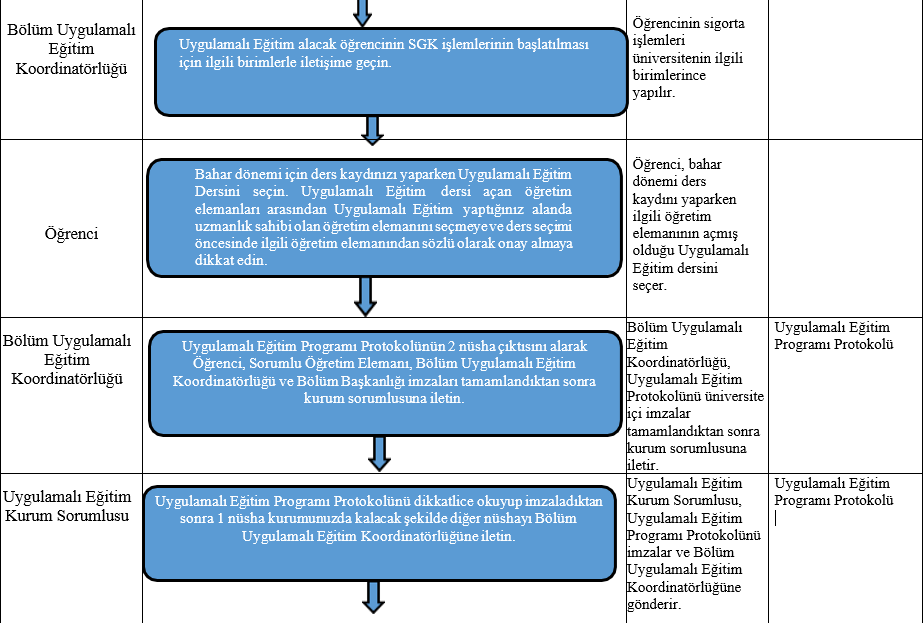 Bölüm Uygulamalı
Eğitim
Koordinatörlüğü
Uygulamalı Eğitim alacak öğrencinin SGK işlemlerinin başlatılması
için ilgili birimlerle iletişime geçin.
Öğrencinin sigorta
işlemleri
üniversitenin ilgili
birimlerince
yapılır.
Öğrenci
Bahar dönemi için ders kaydınızı yaparken Uygulamalı Eğitim
Dersini seçin. Uygulamalı Eğitim dersi açan öğretim
elemanları arasından Uygulamalı Eğitim yaptığınız alanda
uzmanlık sahibi olan öğretim elemanını seçmeye ve ders seçimi
öncesinde ilgili öğretim elemanından sözlü olarak onay almaya
dikkat edin.
Öğrenci, bahar
dönemi ders
kaydını yaparken
ilgili öğretim
elemanının açmış
olduğu Uygulamalı
Eğitim dersini
seçer.
Bölüm Uygulamalı
Eğitim
Koordinatörlüğü
Uygulamalı Eğitim Programı Protokolünün 2 nüsha çıktısını alarak
Öğrenci, Sorumlu Öğretim Elemanı, Bölüm Uygulamalı Eğitim
Koordinatörlüğü ve Bölüm Başkanlığı imzaları tamamlandıktan sonra
kurum sorumlusuna iletin.
Bölüm Uygulamalı
Eğitim
Koordinatörlüğü,
Uygulamalı Eğitim
Protokolünü üniversite
içi imzalar
tamamlandıktan sonra
kurum sorumlusuna
iletir.
Uygulamalı Eğitim
Programı Protokolü
Uygulamalı Eğitim
Kurum Sorumlusu
Uygulamalı Eğitim Programı Protokolünü dikkatlice okuyup imzaladıktan
sonra 1 nüsha kurumunuzda kalacak şekilde diğer nüshayı Bölüm
Uygulamalı Eğitim Koordinatörlüğüne iletin.
Uygulamalı Eğitim
Kurum Sorumlusu,
Uygulamalı Eğitim
Programı Protokolünü
imzalar ve Bölüm
Uygulamalı Eğitim
Koordinatörlüğüne
gönderir.
Uygulamalı Eğitim
Programı Protokolü